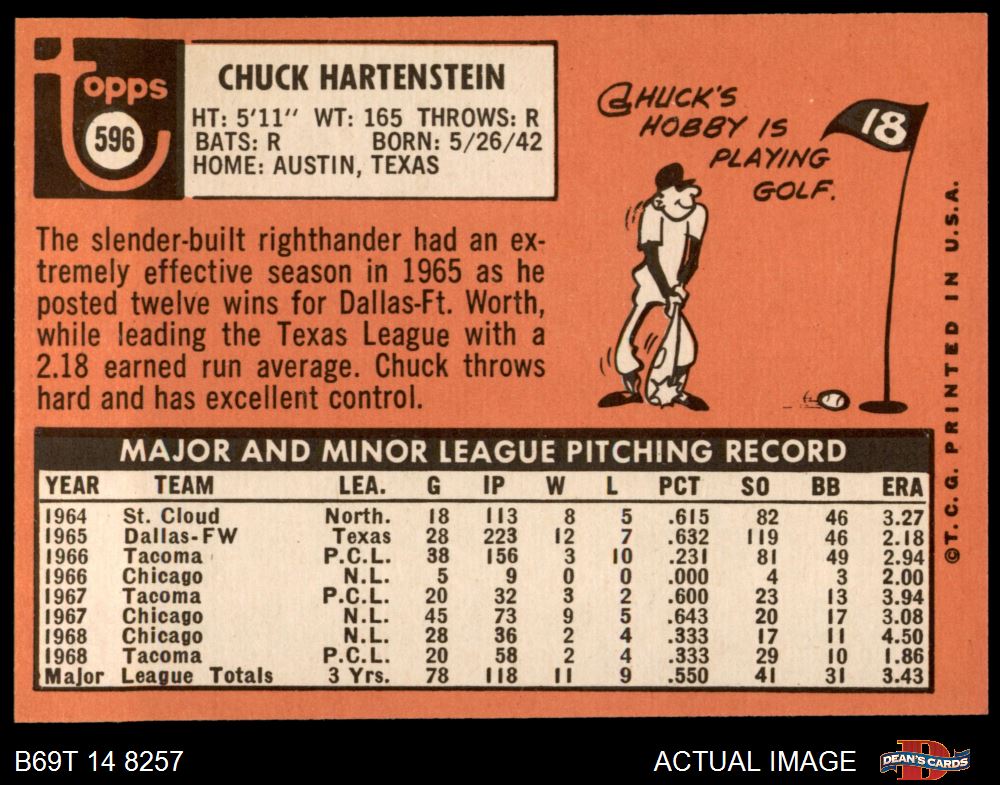 Topps
596
CHUCK HARTENSTEIN
HT: 5'11" WT: 165 THROWS: R
BATS: R BORN: 5/26/42
HOME: AUSTIN, TEXAS
The slender-built righthander had an ex-
tremely effective season in 1965 as he
posted twelve wins for Dallas-Ft. Worth,
while leading the Texas League with a
2.18 earned run average. Chuck throws
hard and has excellent control.
CHUCK'S
HOBBY IS
PLAYING
GOLF.
18
©T.C.G. PRINTED IN U.S.A.
MAJOR AND MINOR LEAGUE PITCHING RECORD
YEAR TEAM LEA. G IP W L PCT SO BB ERA
1964 St. Cloud North. 18 113 8 5 .615 82 46 3.27
1965 Dallas-FW Texas 28 223 12 7 .632 119 46 2.18
1966 Tacoma P.C.L. 38 156 3 10 .231 81 49 2.94
1966 Chicago N.L. 5 9 0 0 .000 4 3 2.00
1967 Tacoma P.C.L. 20 32 3 2 .600 23 13 3.94
1967 Chicago N.L. 45 73 9 5 .643 20 17 3.08
1968 Chicago N.L. 28 36 2 4 .333 17 11 4.50
1968 Tacoma P.C.L. 20 58 2 4 .333 29 10 1.86
Major League Totals 3 Yrs. 78 118 11 9 .550 41 31 3.43
B69T 14 8257
ACTUAL IMAGE
DEAN'S CARDS